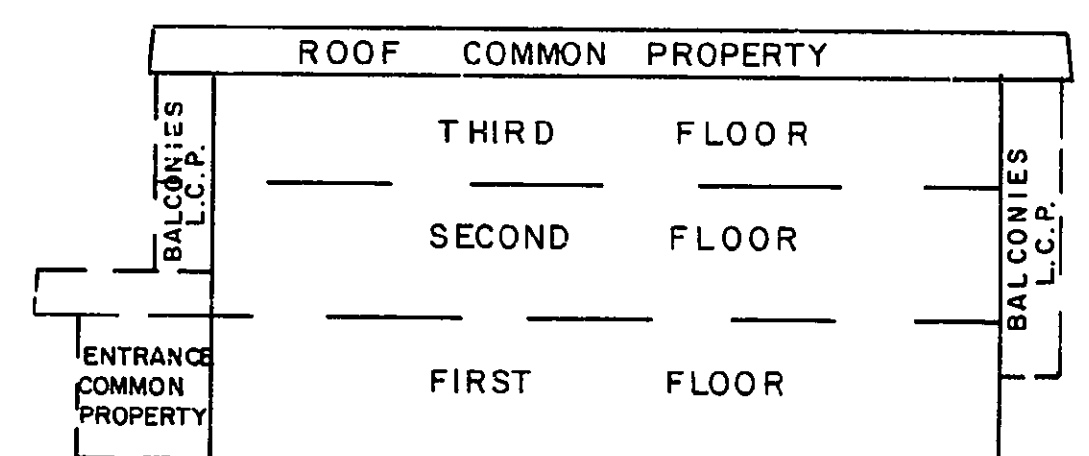 ROOF COMMON PROPERTY
BALCONIES
L.C.P.
THIRD FLOOR
SECOND FLOOR
BALCONIES
L.C.P.
ENTRANCE
COMMON
PROPERTY
FIRST FLOOR